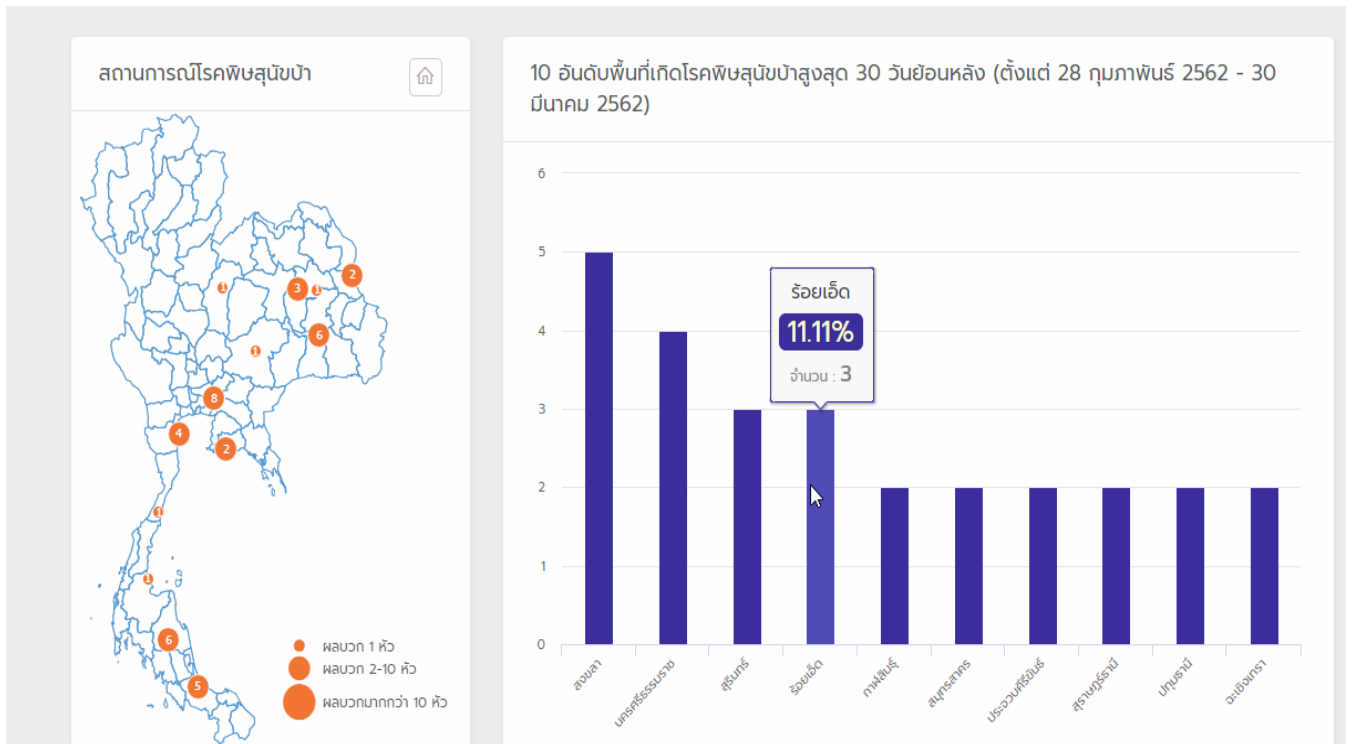 สถานการณ์โรคพิษสุนัขบ้า
2
3
1
1
6
1
8
4
2
1
1
6
5
ผลบวก 1 หัว
ผลบวก 2-10 หัว
ผลบวกมากกว่า 10 หัว
10 อันดับพื้นที่เกิดโรคพิษสุนัขบ้าสูงสุด 30 วันย้อนหลัง (ตั้งแต่ 28 กุมภาพันธ์ 2562 - 30
มีนาคม 2562)
6
5
4
3
2
1
0
ร้อยเอ็ด
11.11%
จำนวน : 3
สงขลา
นครศรีธรรมราช
สุรินทร์
ร้อยเอ็ด
กาฬสินธุ์
สมุทรสาคร
ประจวบคีรีขันธ์
สุราษฎร์ธานี
ปทุมธานี
ฉะเชิงเทรา